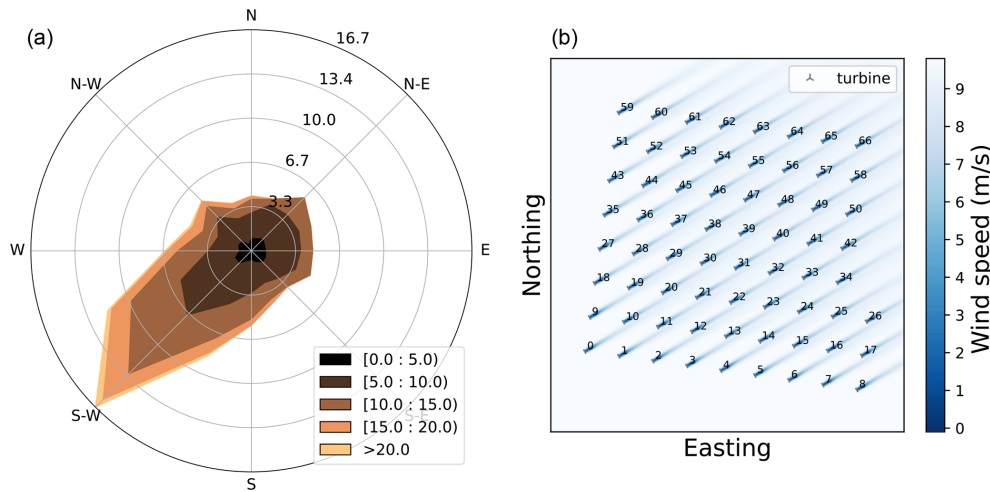 (a)
N
16.7
13.4
N-W
N-E
10.0
6.7
3.3
W
E
S-W
S-E
S
[0.0 : 5.0)
[5.0 : 10.0)
[10.0 : 15.0)
[15.0 : 20.0)
>20.0
(b)
turbine
59 60 61 62 63 64 65 66
51 52 53 54 55 56 57 58
43 44 45 46 47 48 49 50
35 36 37 38 39 40 41 42
27 28 29 30 31 32 33 34
18 19 20 21 22 23 24 25 26
9 10 11 12 13 14 15 16 17
0 1 2 3 4 5 6 7 8
Northing
Easting
9
8
7
6
5
4
3
2
1
0
Wind speed (m/s)